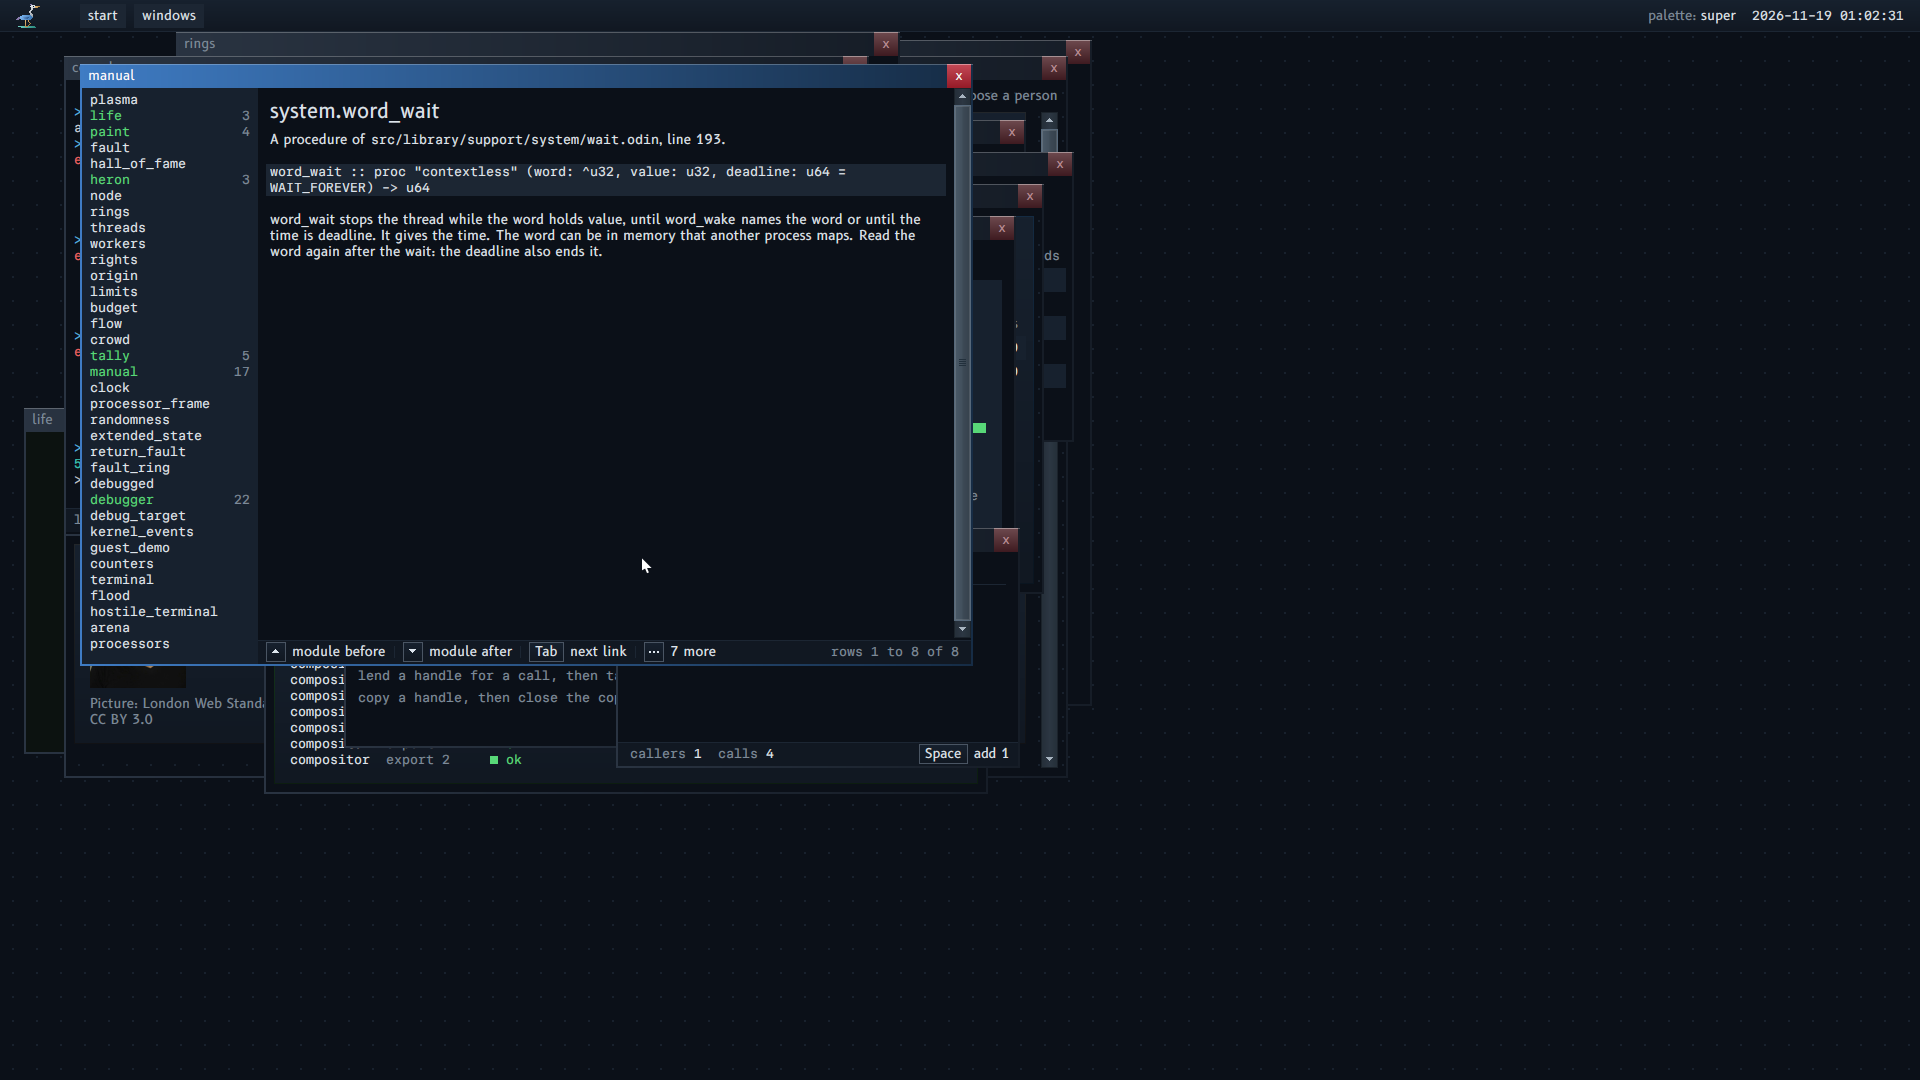 start windows palette: super 2026-11-19 01:02:31
rings x
x
x
manual x
plasma
life 3
paint 4
fault
hall_of_fame
heron 3
node
rings
threads
workers
rights
origin
limits
budget
flow
crowd
tally 5
manual 17
clock
processor_frame
randomness
extended_state
return_fault
fault_ring
debugged
debugger 22
debug_target
kernel_events
guest_demo
counters
terminal
flood
hostile_terminal
arena
processors
system.word_wait
A procedure of src/library/support/system/wait.odin, line 193.
word_wait :: proc "contextless" (word: ^u32, value: u32, deadline: u64 =
WAIT_FOREVER) -> u64
word_wait stops the thread while the word holds value, until word_wake names the word or until the
time is deadline. It gives the time. The word can be in memory that another process maps. Read the
word again after the wait: the deadline also ends it.
module before module after Tab next link ... 7 more rows 1 to 8 of 8
a person
x
x
x
x
ds
life
x
lend a handle for a call, then
copy a handle, then close the
Picture: London Web
CC BY 3.0
compositor export 2 ok
callers 1 calls 4 Space add 1